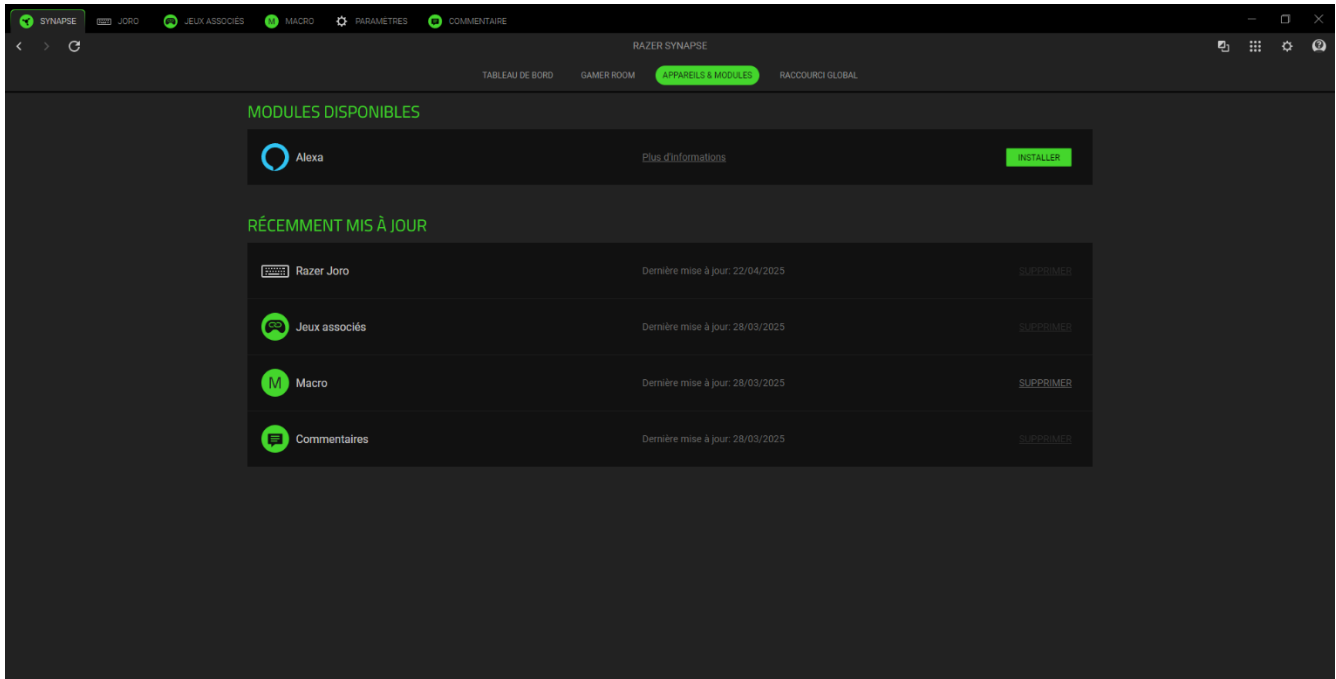 SYNAPSE JORO JEUX ASSOCIÉS M MACRO PARAMÈTRES COMMENTAIRE
RAZER SYNAPSE
TABLEAU DE BORD GAMER ROOM APPAREILS & MODULES RACCOURCI GLOBAL
MODULES DISPONIBLES
Alexa Plus d'informations INSTALLER
RÉCEMMENT MIS À JOUR
Razer Joro Dernière mise à jour: 22/04/2025 SUPPRIMER
Jeux associés Dernière mise à jour: 28/03/2025 SUPPRIMER
M Macro Dernière mise à jour: 28/03/2025 SUPPRIMER
Commentaires Dernière mise à jour: 28/03/2025 SUPPRIMER